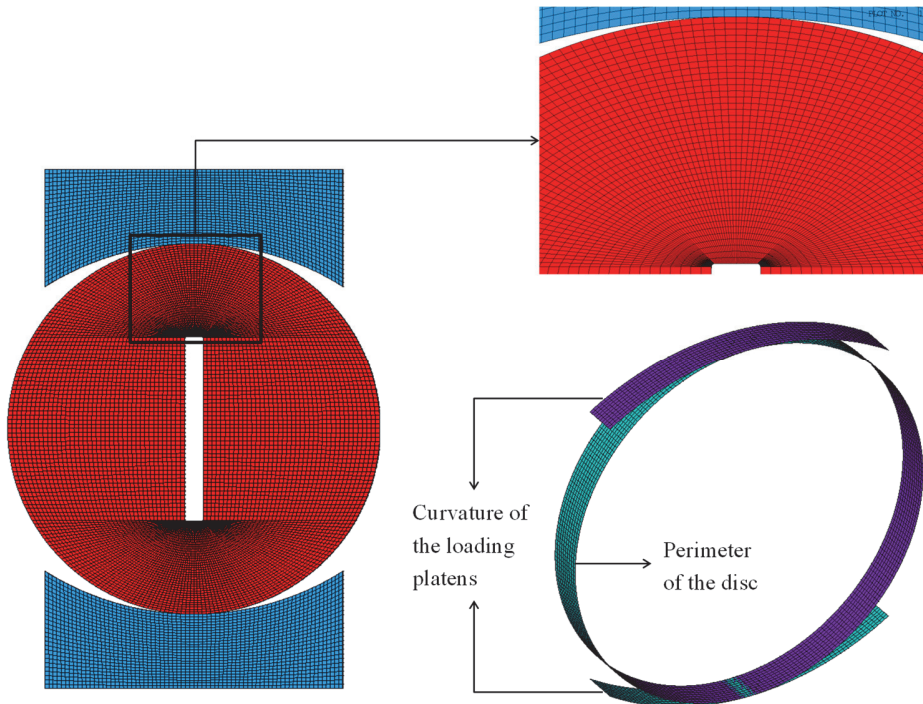 Curvature of
the loading
platens
Perimeter
of the disc